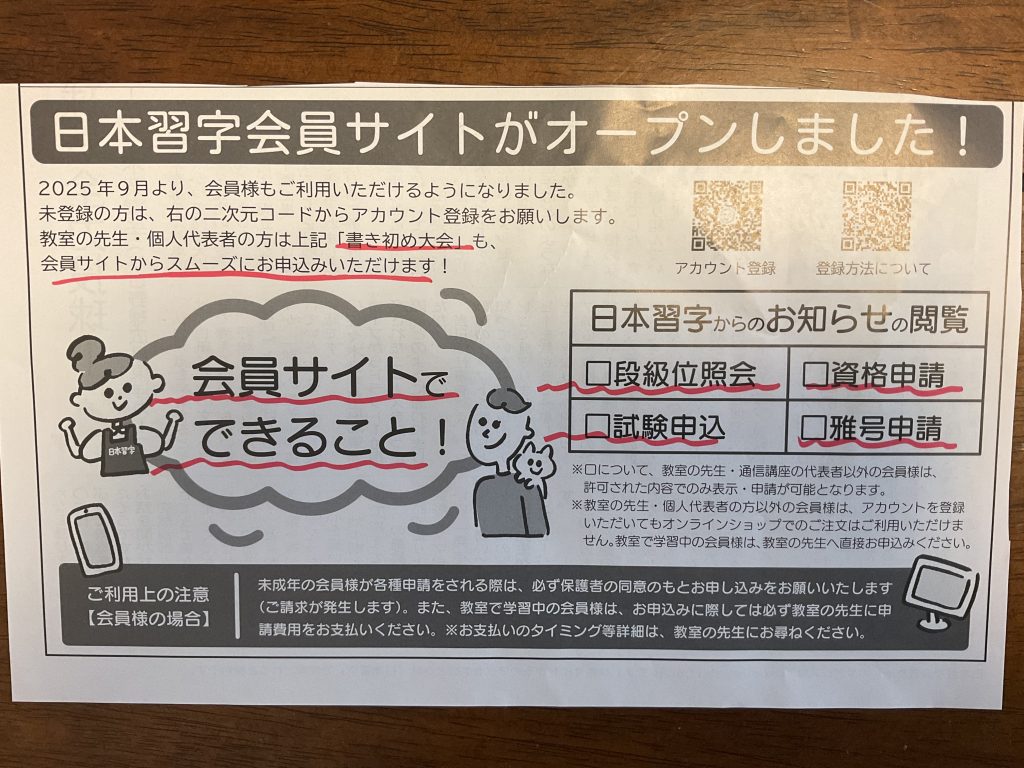 日本習字会員サイトがオープンしました！
2025年9月より、会員様もご利用いただけるようになりました。
未登録の方は、右の二次元コードからアカウント登録をお願いします。
教室の先生・個人代表者の方は上記「書き初め大会」も、
会員サイトからスムーズにお申込みいただけます！
アカウント登録
登録方法について
会員サイトで
できること！
日本習字
日本習字からのお知らせの閲覧
□段級位照会
□資格申請
□試験申込
□雅号申請
※□について、教室の先生・通信講座の代表者以外の会員様は、
許可された内容でのみ表示・申請が可能となります。
※教室の先生・個人代表者の方以外の会員様は、アカウントを登録
いただいてもオンラインショップでのご注文はご利用いただけま
せん。教室で学習中の会員様は、教室の先生へ直接お申込みください。
ご利用上の注意
【会員様の場合】
未成年の会員様が各種申請をされる際は、必ず保護者の同意のもとお申し込みをお願いいたします
（ご請求が発生します）。また、教室で学習中の会員様は、お申込みに際しては必ず教室の先生に申
請費用をお支払いください。※お支払いのタイミング等詳細は、教室の先生にお尋ねください。